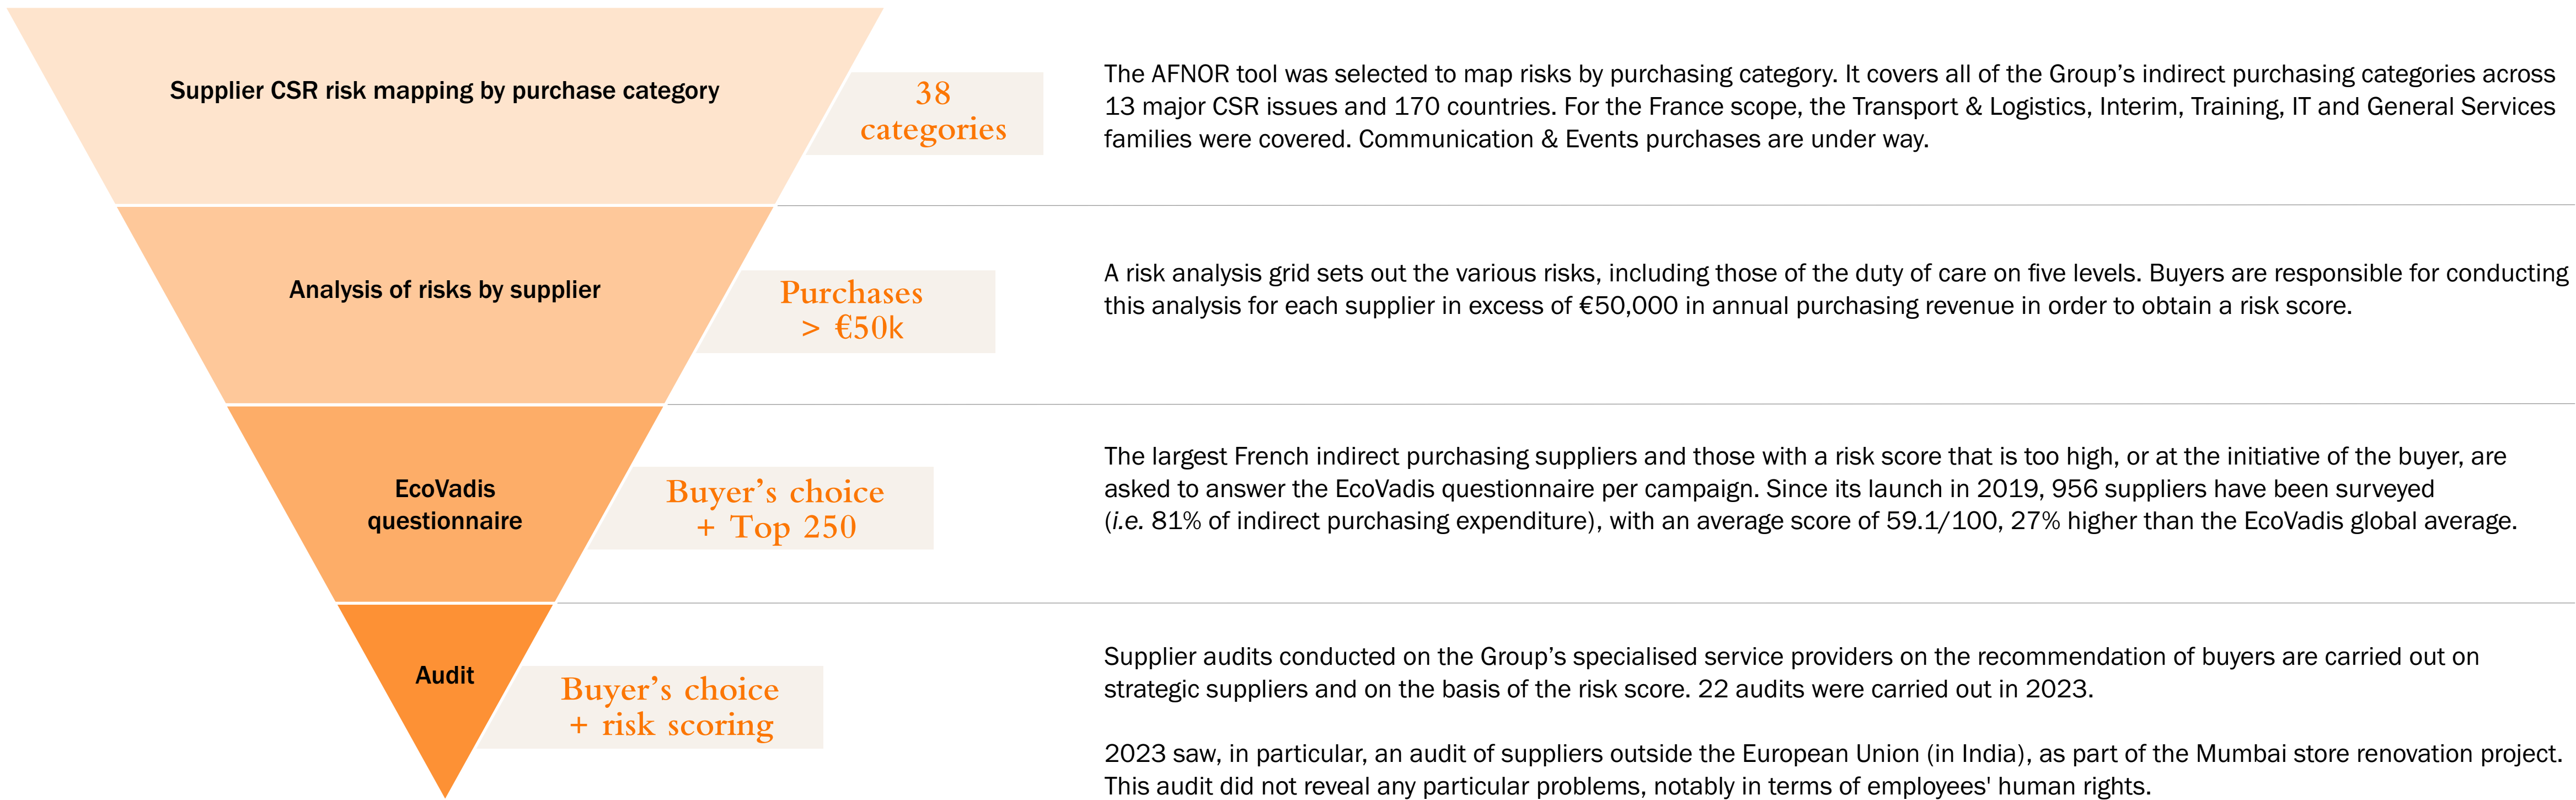 Supplier CSR risk mapping by purchase category
38
categories
The AFNOR tool was selected to map risks by purchasing category. It covers all of the Group’s indirect purchasing categories across
13 major CSR issues and 170 countries. For the France scope, the Transport & Logistics, Interim, Training, IT and General Services
families were covered. Communication & Events purchases are under way.
Analysis of risks by supplier
Purchases
> €50k
A risk analysis grid sets out the various risks, including those of the duty of care on five levels. Buyers are responsible for conducting
this analysis for each supplier in excess of €50,000 in annual purchasing revenue in order to obtain a risk score.
EcoVadis
questionnaire
Buyer’s choice
+ Top 250
The largest French indirect purchasing suppliers and those with a risk score that is too high, or at the initiative of the buyer, are
asked to answer the EcoVadis questionnaire per campaign. Since its launch in 2019, 956 suppliers have been surveyed
(i.e. 81% of indirect purchasing expenditure), with an average score of 59.1/100, 27% higher than the EcoVadis global average.
Audit
Buyer’s choice
+ risk scoring
Supplier audits conducted on the Group’s specialised service providers on the recommendation of buyers are carried out on
strategic suppliers and on the basis of the risk score. 22 audits were carried out in 2023.
2023 saw, in particular, an audit of suppliers outside the European Union (in India), as part of the Mumbai store renovation project.
This audit did not reveal any particular problems, notably in terms of employees' human rights.